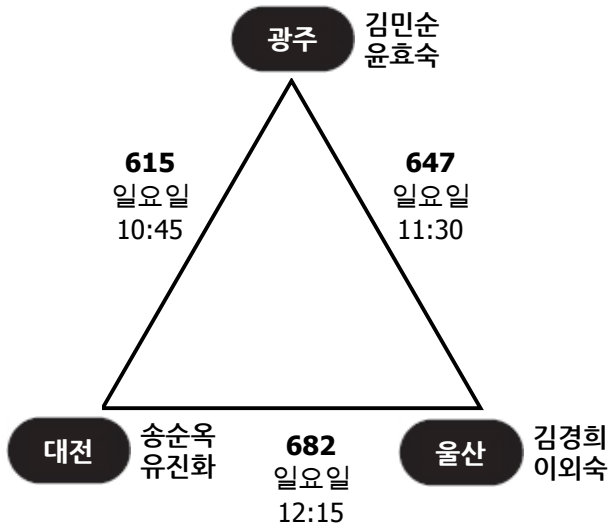 광주
김민순
윤효숙
615
일요일
10:45
647
일요일
11:30
대전
송순옥
유진화
682
일요일
12:15
울산
김경희
이외숙